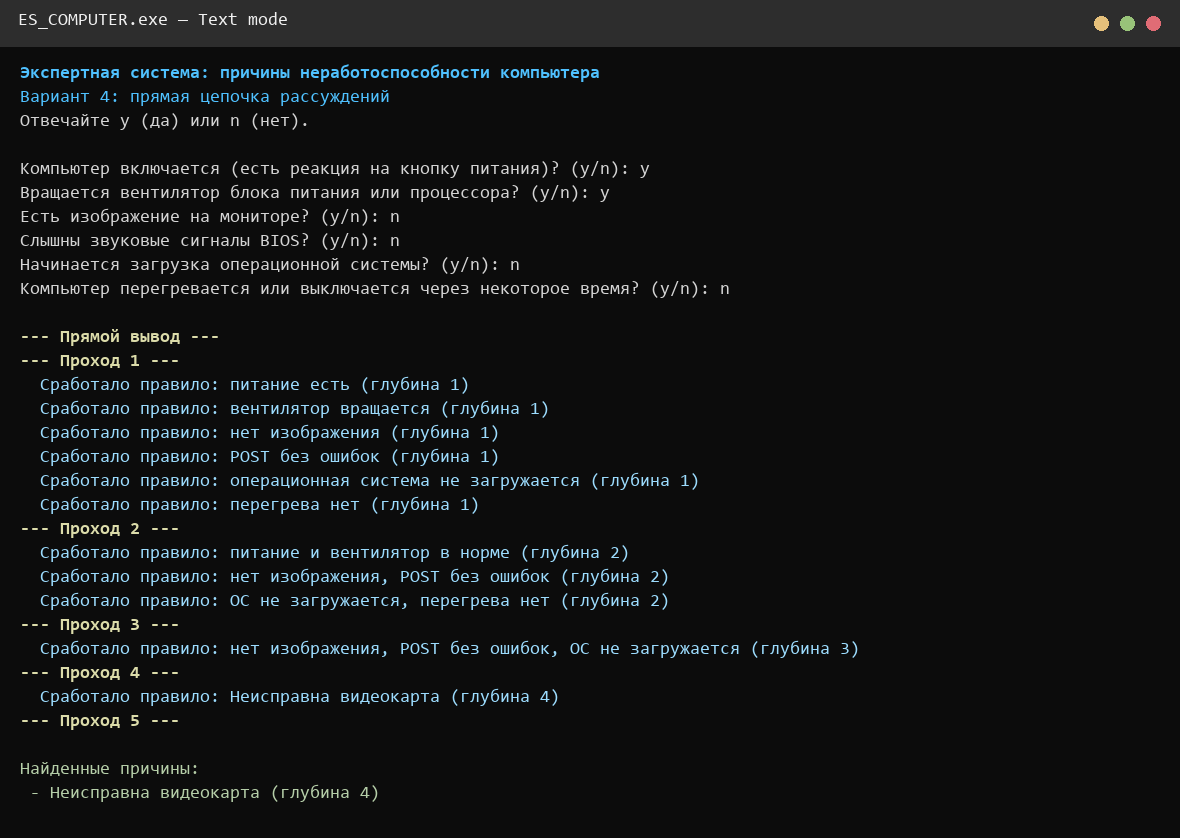 ES_COMPUTER.exe — Text mode
Экспертная система: причины неработоспособности компьютера
Вариант 4: прямая цепочка рассуждений
Отвечайте y (да) или n (нет).
Компьютер включается (есть реакция на кнопку питания)? (y/n): y
Вращается вентилятор блока питания или процессора? (y/n): y
Есть изображение на мониторе? (y/n): n
Слышны звуковые сигналы BIOS? (y/n): n
Начинается загрузка операционной системы? (y/n): n
Компьютер перегревается или выключается через некоторое время? (y/n): n
--- Прямой вывод ---
--- Проход 1 ---
Сработало правило: питание есть (глубина 1)
Сработало правило: вентилятор вращается (глубина 1)
Сработало правило: нет изображения (глубина 1)
Сработало правило: POST без ошибок (глубина 1)
Сработало правило: операционная система не загружается (глубина 1)
Сработало правило: перегрева нет (глубина 1)
--- Проход 2 ---
Сработало правило: питание и вентилятор в норме (глубина 2)
Сработало правило: нет изображения, POST без ошибок (глубина 2)
Сработало правило: ОС не загружается, перегрева нет (глубина 2)
--- Проход 3 ---
Сработало правило: нет изображения, POST без ошибок, ОС не загружается (глубина 3)
--- Проход 4 ---
Сработало правило: Неисправна видеокарта (глубина 4)
--- Проход 5 ---
Найденные причины:
- Неисправна видеокарта (глубина 4)